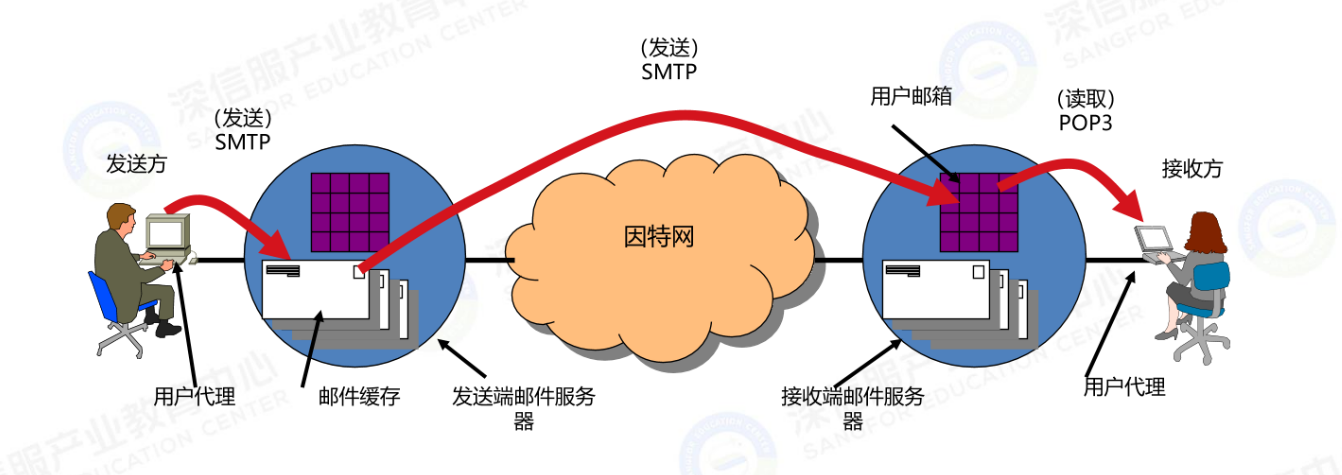 深信服产业教育中心
SANGFOR EDUCATION CENTER
(发送)
SMTP
(发送)
SMTP
用户邮箱
(读取)
POP3
发送方
接收方
因特网
用户代理
邮件缓存
发送端邮件服务
器
接收端邮件服务
器
用户代理